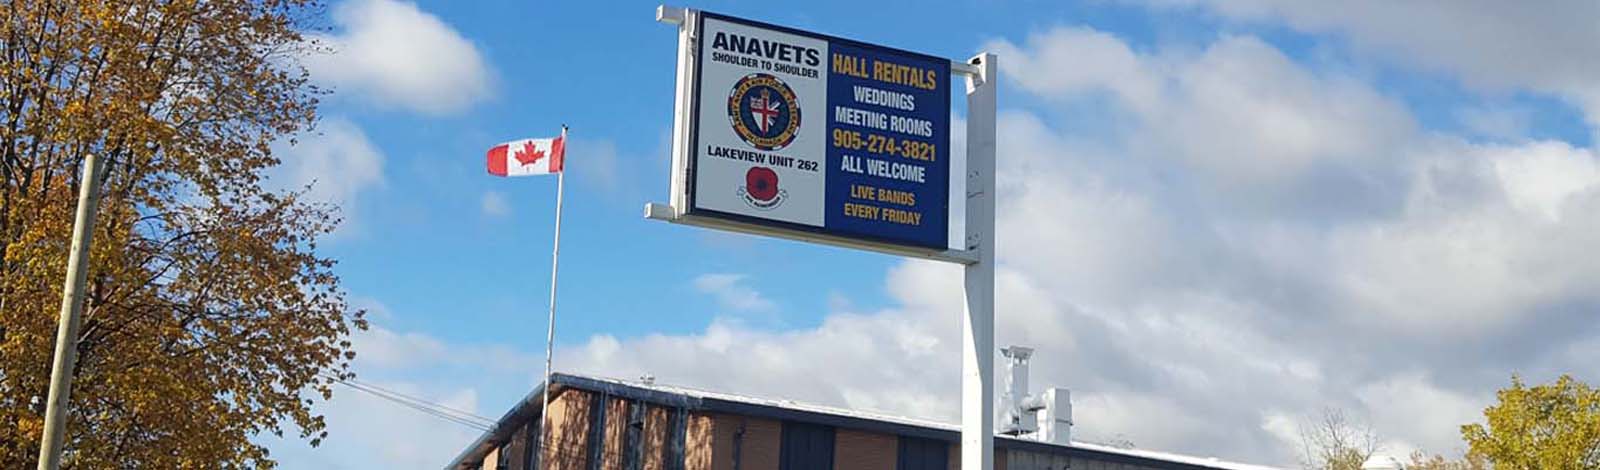 ANAVETS
SHOULDER TO SHOULDER
LAKEVIEW UNIT 262
HALL RENTALS
WEDDINGS
MEETING ROOMS
905-274-3821
ALL WELCOME
LIVE BANDS
EVERY FRIDAY